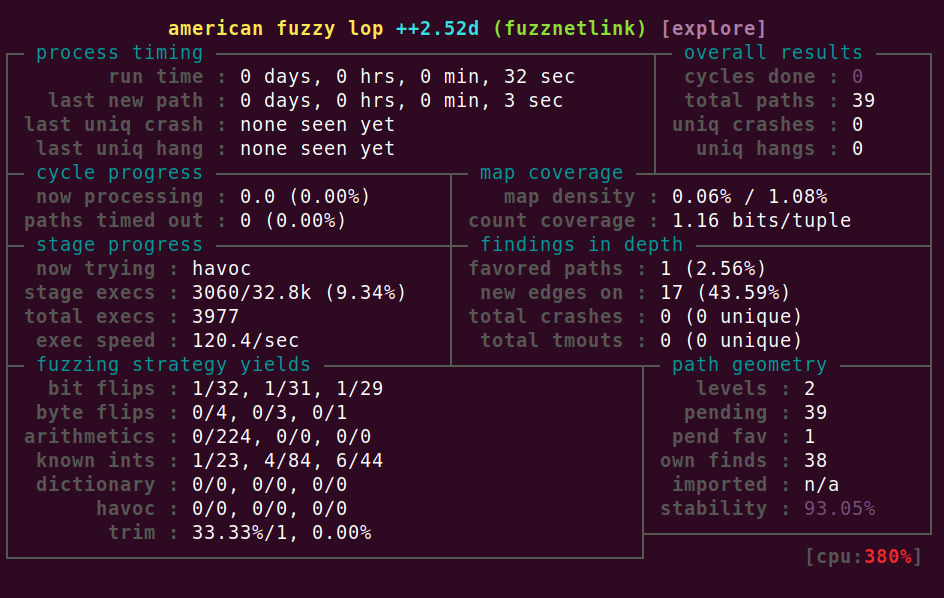 american fuzzy lop ++2.52d (fuzznetlink) [explore]
process timing overall results
run time : 0 days, 0 hrs, 0 min, 32 sec cycles done : 0
last new path : 0 days, 0 hrs, 0 min, 3 sec total paths : 39
last uniq crash : none seen yet uniq crashes : 0
last uniq hang : none seen yet uniq hangs : 0
cycle progress map coverage
now processing : 0.0 (0.00%) map density : 0.06% / 1.08%
paths timed out : 0 (0.00%) count coverage : 1.16 bits/tuple
stage progress findings in depth
now trying : havoc favored paths : 1 (2.56%)
stage execs : 3060/32.8k (9.34%) new edges on : 17 (43.59%)
total execs : 3977 total crashes : 0 (0 unique)
exec speed : 120.4/sec total tmouts : 0 (0 unique)
fuzzing strategy yields path geometry
bit flips : 1/32, 1/31, 1/29 levels : 2
byte flips : 0/4, 0/3, 0/1 pending : 39
arithmetics : 0/224, 0/0, 0/0 pend fav : 1
known ints : 1/23, 4/84, 6/44 own finds : 38
dictionary : 0/0, 0/0, 0/0 imported : n/a
havoc : 0/0, 0/0, 0/0 stability : 93.05%
trim : 33.33%/1, 0.00%
[cpu:380%]